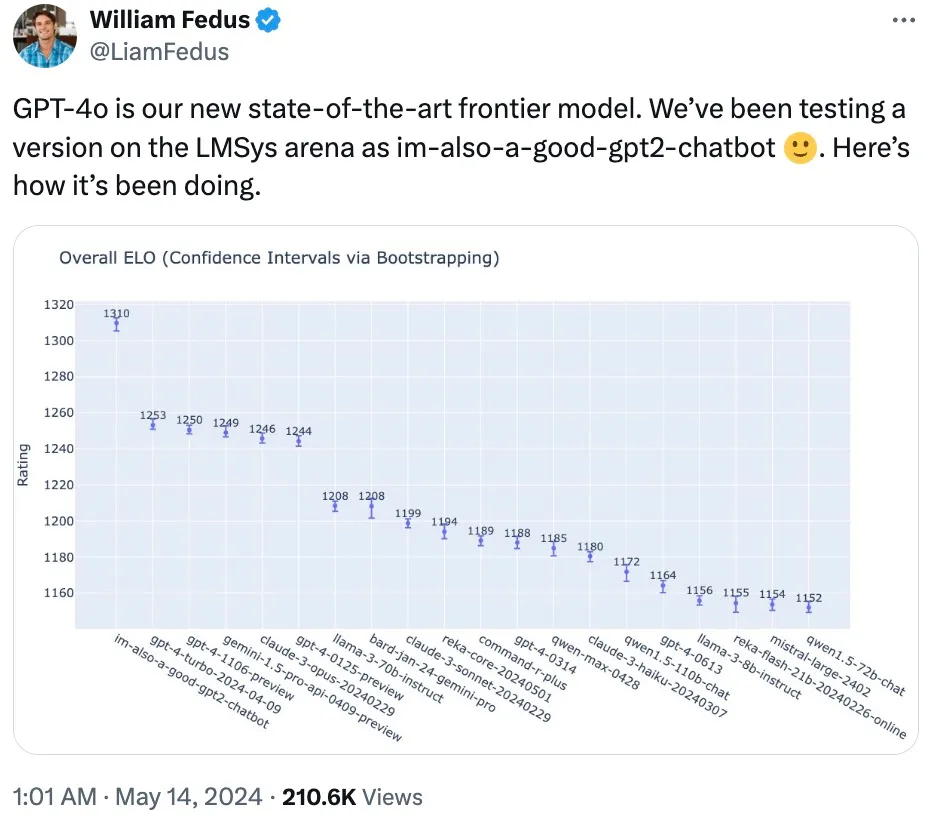 William Fedus
@LiamFedus
GPT-4o is our new state-of-the-art frontier model. We’ve been testing a
version on the LMSys arena as im-also-a-good-gpt2-chatbot 🙂. Here’s
how it’s been doing.
Overall ELO (Confidence Intervals via Bootstrapping)
Rating
1320
1300
1280
1260
1240
1220
1200
1180
1160
1310
1253
1250
1249
1246
1244
1208
1208
1199
1194
1189
1188
1185
1180
1172
1164
1156
1155
1154
1152
im-also-a-good-gpt2-chatbot
gpt-4-turbo-2024-04-09
gpt-4-1106-preview
gemini-1.5-pro-api-0409-preview
claude-3-opus-20240229
gpt-4-0125-preview
llama-3-70b-instruct
bard-jan-24-gemini-pro
claude-3-sonnet-20240229
reka-core-20240501
command-r-plus
gpt-4-0314
qwen-max-0428
claude-3-haiku-20240307
qwen1.5-110b-chat
gpt-4-0613
llama-3-8b-instruct
reka-flash-21b-20240226-online
mistral-large-2402
qwen1.5-72b-chat
1:01 AM · May 14, 2024 · 210.6K Views